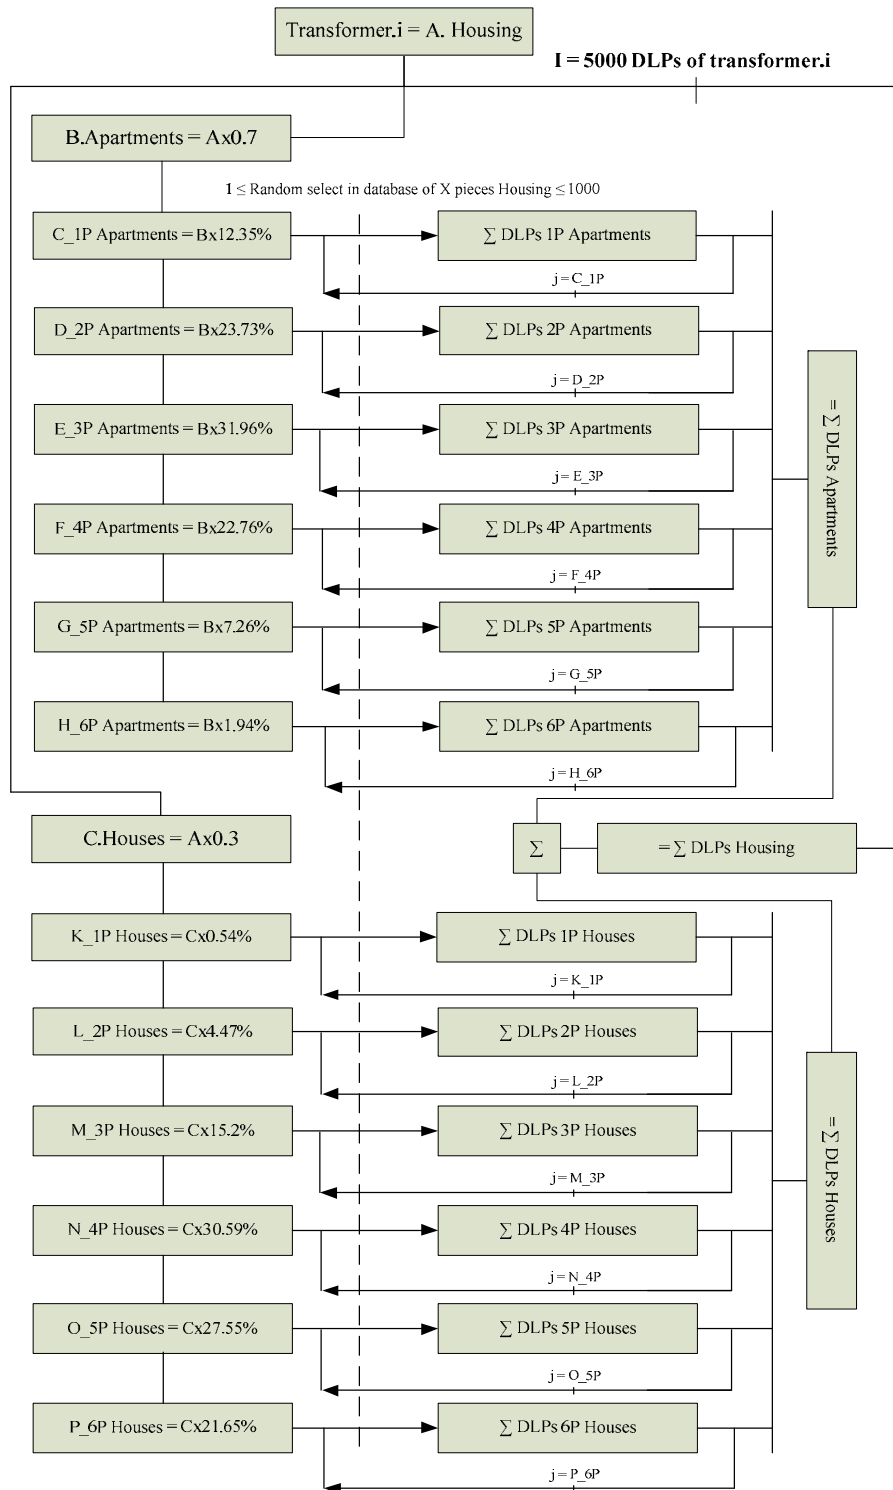 Transformer.i = A. Housing
I = 5000 DLPs of transformer.i
B.Apartments = Ax0.7
1 ≤ Random select in database of X pieces Housing ≤ 1000
C_1P Apartments = Bx12.35%
∑ DLPs 1P Apartments
j = C_1P
D_2P Apartments = Bx23.73%
∑ DLPs 2P Apartments
j = D_2P
E_3P Apartments = Bx31.96%
∑ DLPs 3P Apartments
j = E_3P
F_4P Apartments = Bx22.76%
∑ DLPs 4P Apartments
j = F_4P
G_5P Apartments = Bx7.26%
∑ DLPs 5P Apartments
j = G_5P
H_6P Apartments = Bx1.94%
∑ DLPs 6P Apartments
j = H_6P
= ∑ DLPs Apartments
C.Houses = Ax0.3
∑
= ∑ DLPs Housing
K_1P Houses = Cx0.54%
∑ DLPs 1P Houses
j = K_1P
L_2P Houses = Cx4.47%
∑ DLPs 2P Houses
j = L_2P
M_3P Houses = Cx15.2%
∑ DLPs 3P Houses
j = M_3P
N_4P Houses = Cx30.59%
∑ DLPs 4P Houses
j = N_4P
O_5P Houses = Cx27.55%
∑ DLPs 5P Houses
j = O_5P
P_6P Houses = Cx21.65%
∑ DLPs 6P Houses
j = P_6P
= ∑ DLPs Houses